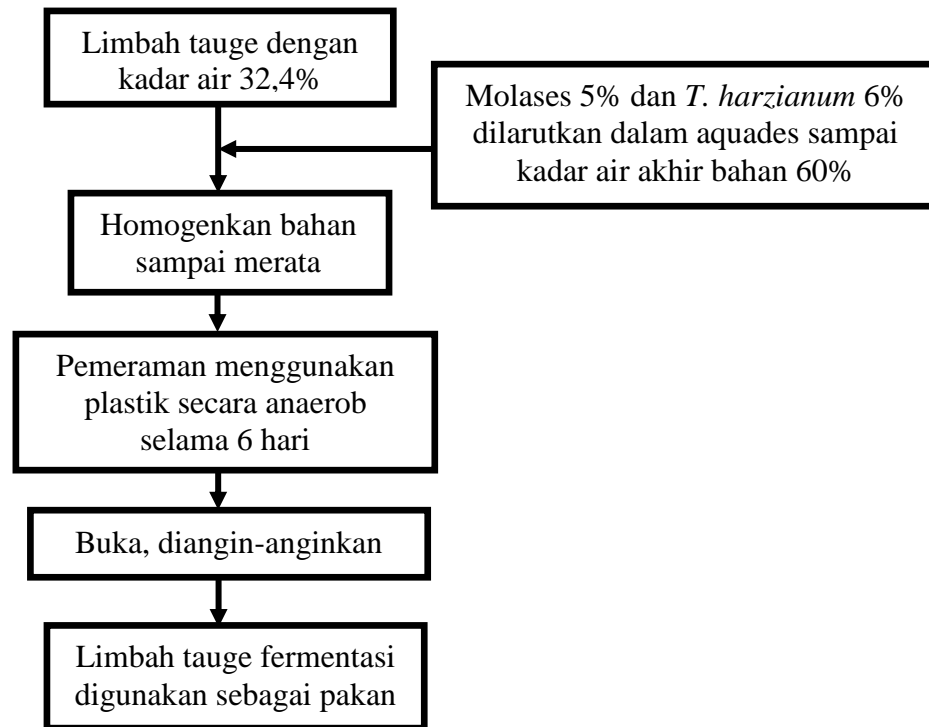 Limbah tauge dengan
kadar air 32,4%
Molases 5% dan T. harzianum 6%
dilarutkan dalam aquades sampai
kadar air akhir bahan 60%
Homogenkan bahan
sampai merata
Pemeraman menggunakan
plastik secara anaerob
selama 6 hari
Buka, diangin-anginkan
Limbah tauge fermentasi
digunakan sebagai pakan